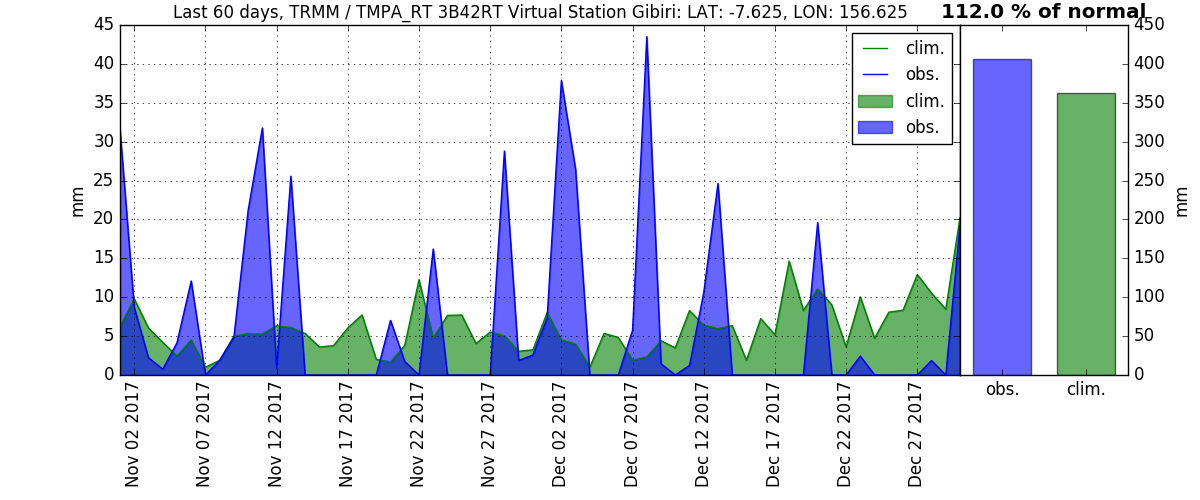 Last 60 days, TRMM / TMPA_RT 3B42RT Virtual Station Gibiri: LAT: -7.625, LON: 156.625
112.0 % of normal
45
40
35
30
25
20
15
10
5
0
mm
clim.
obs.
clim.
obs.
450
400
350
300
250
200
150
100
50
0
mm
Nov 02 2017
Nov 07 2017
Nov 12 2017
Nov 17 2017
Nov 22 2017
Nov 27 2017
Dec 02 2017
Dec 07 2017
Dec 12 2017
Dec 17 2017
Dec 22 2017
Dec 27 2017
obs.
clim.